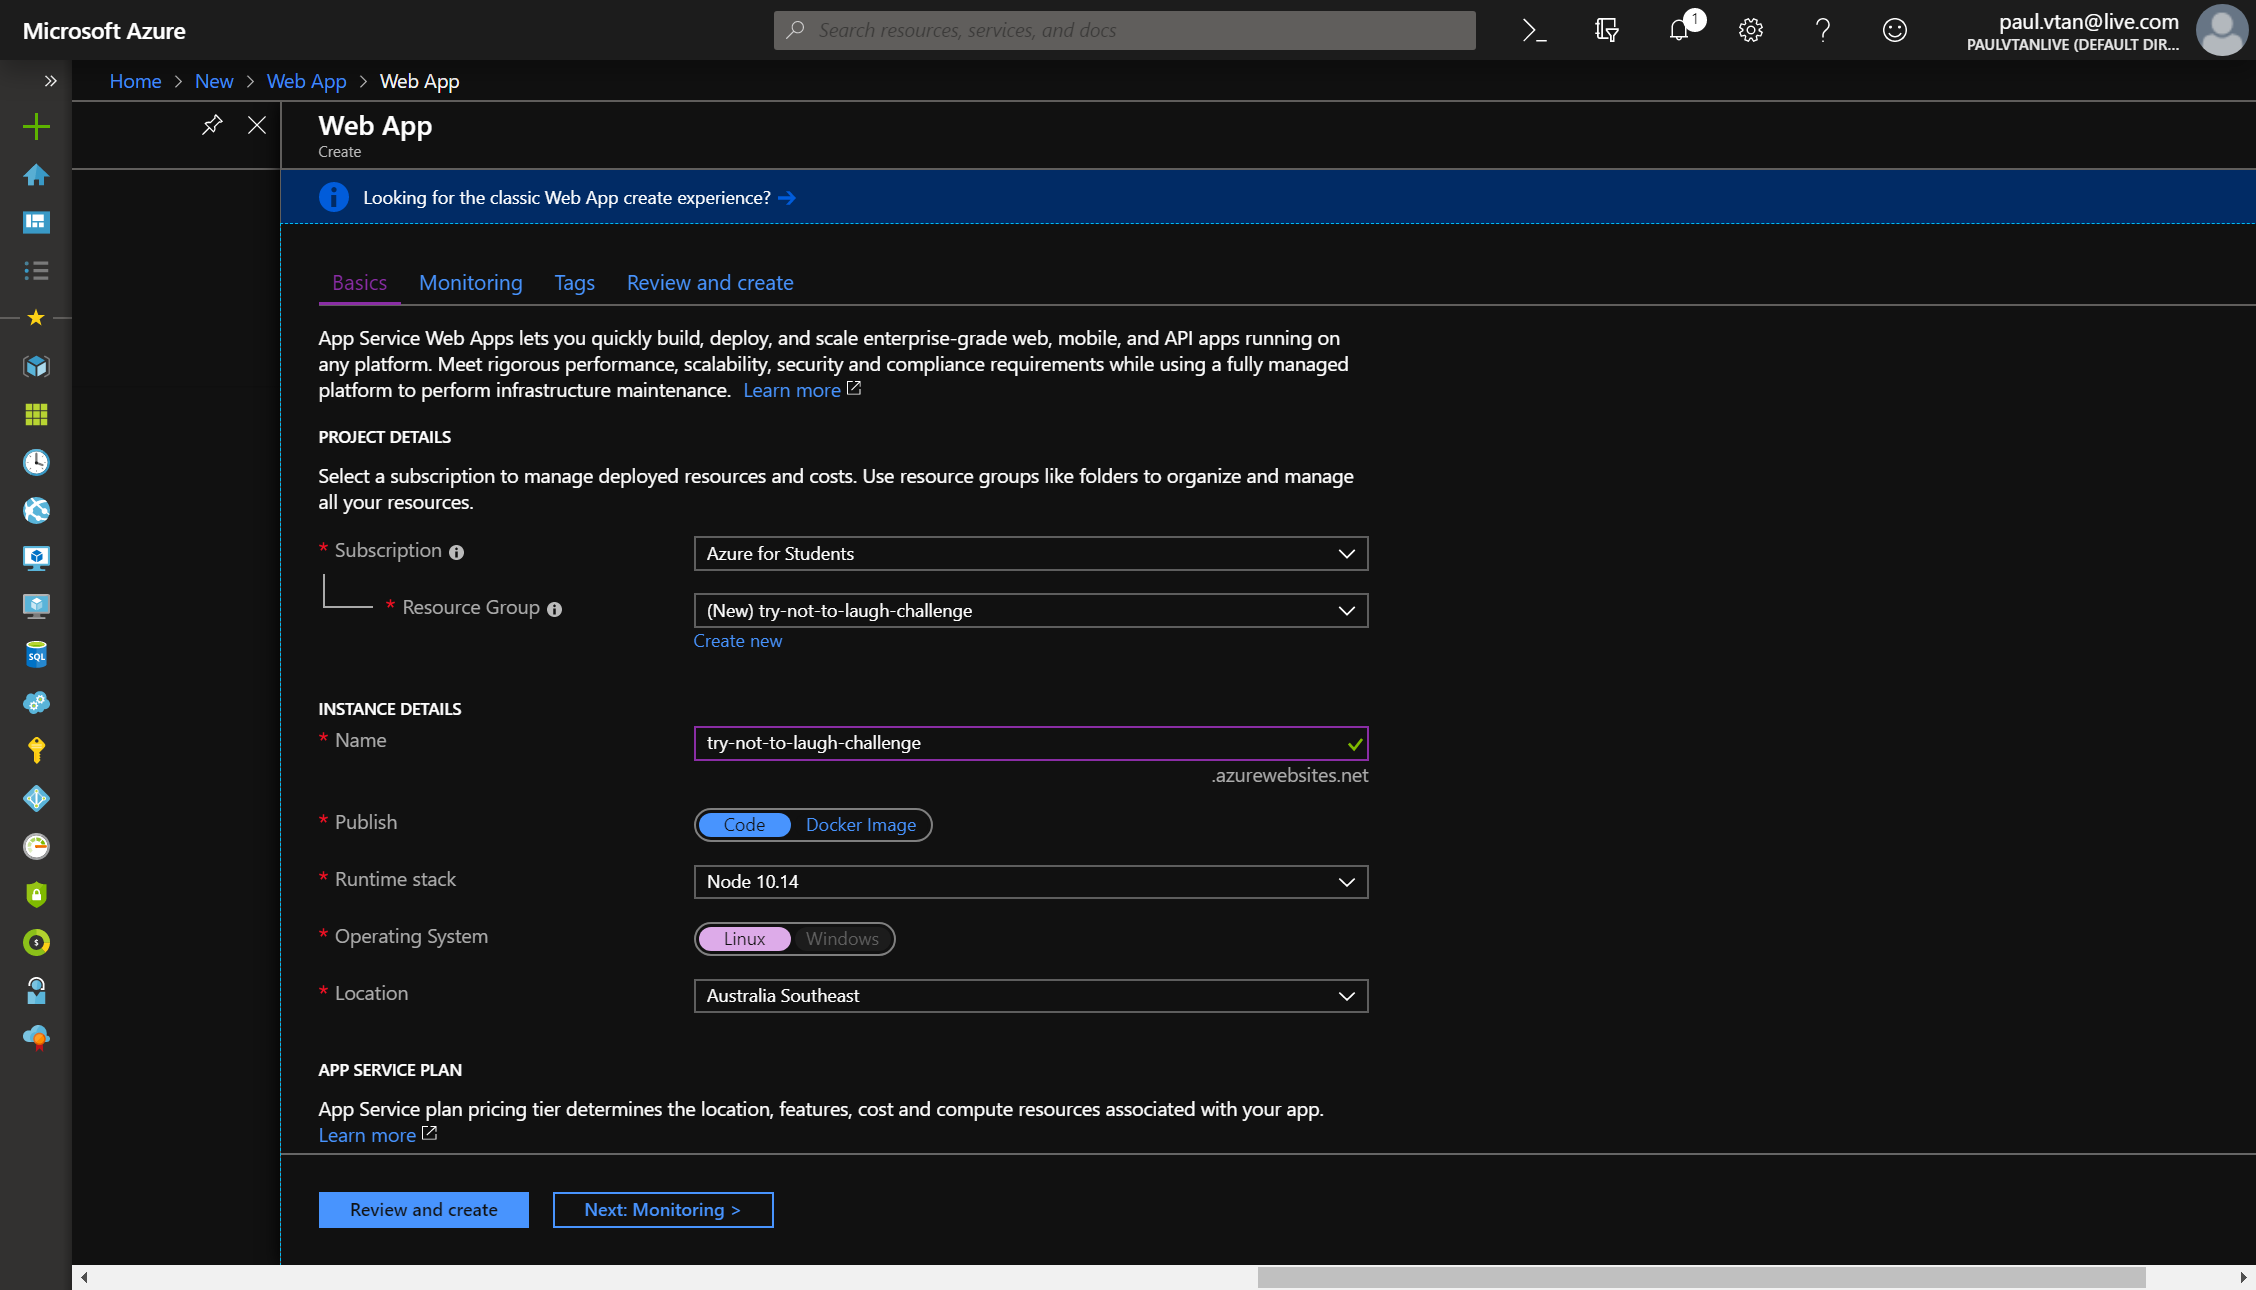 Microsoft Azure
Search resources, services, and docs
1
paul.vtan@live.com
PAULVTANLIVE (DEFAULT DIR...
Home > New > Web App > Web App
Web App
Create
Looking for the classic Web App create experience?
Basics Monitoring Tags Review and create
App Service Web Apps lets you quickly build, deploy, and scale enterprise-grade web, mobile, and API apps running on
any platform. Meet rigorous performance, scalability, security and compliance requirements while using a fully managed
platform to perform infrastructure maintenance. Learn more
PROJECT DETAILS
Select a subscription to manage deployed resources and costs. Use resource groups like folders to organize and manage
all your resources.
* Subscription
Azure for Students
* Resource Group
(New) try-not-to-laugh-challenge
Create new
INSTANCE DETAILS
* Name
try-not-to-laugh-challenge
.azurewebsites.net
* Publish
Code Docker Image
* Runtime stack
Node 10.14
* Operating System
Linux Windows
* Location
Australia Southeast
APP SERVICE PLAN
App Service plan pricing tier determines the location, features, cost and compute resources associated with your app.
Learn more
Review and create
Next: Monitoring >
SQL